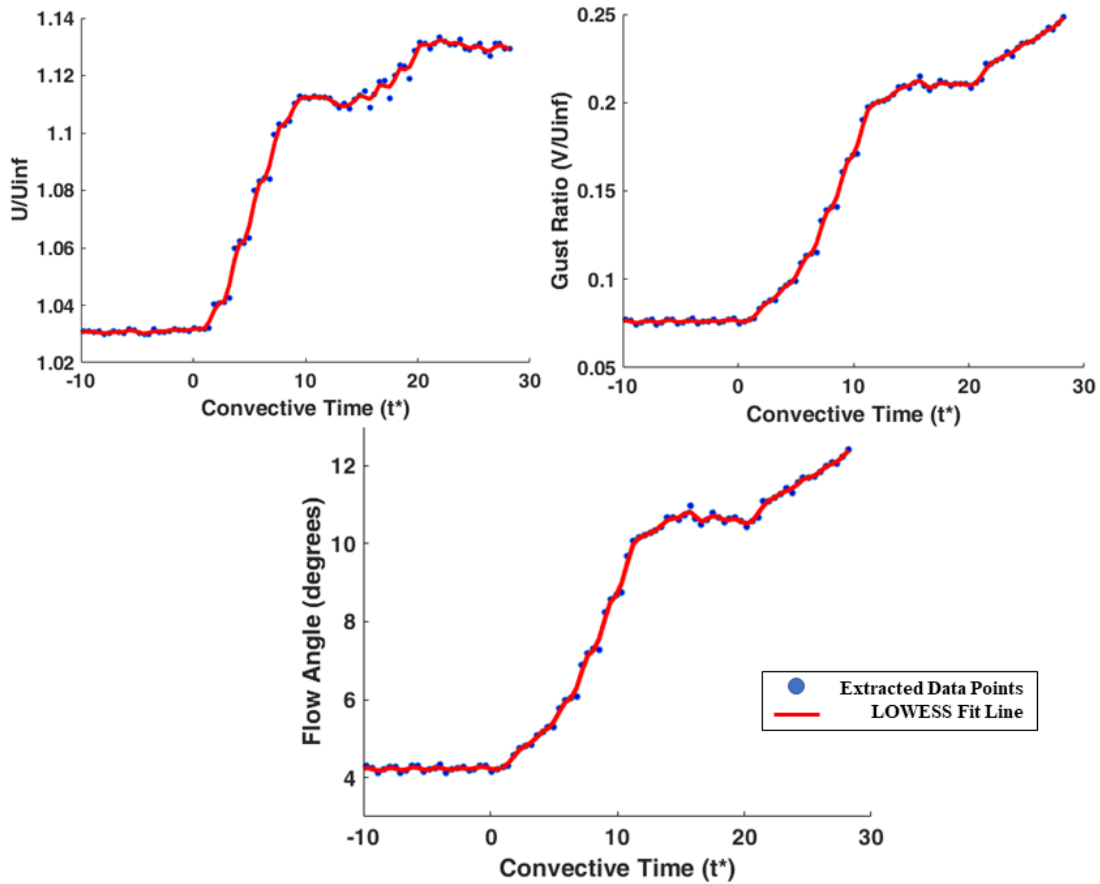 U/Uinf
1.14
1.12
1.1
1.08
1.06
1.04
1.02
-10 0 10 20 30
Convective Time (t*)
Gust Ratio (V/Uinf)
0.25
0.2
0.15
0.1
0.05
-10 0 10 20 30
Convective Time (t*)
Flow Angle (degrees)
12
10
8
6
4
-10 0 10 20 30
Convective Time (t*)
Extracted Data Points
LOWESS Fit Line